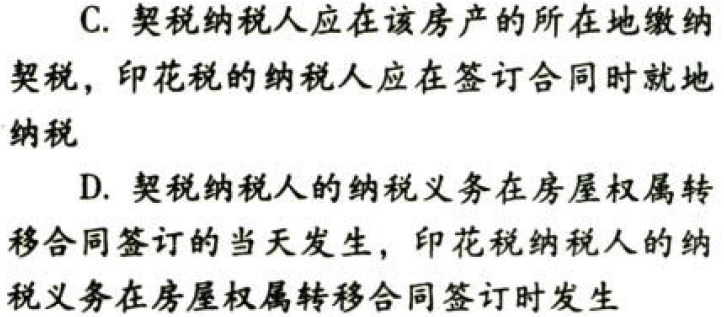 C. 契税纳税人应在该房产的所在地缴纳
契税，印花税的纳税人应在签订合同时就地
纳税
D. 契税纳税人的纳税义务在房屋权属转
移合同签订的当天发生，印花税纳税人的纳
税义务在房屋权属转移合同签订时发生